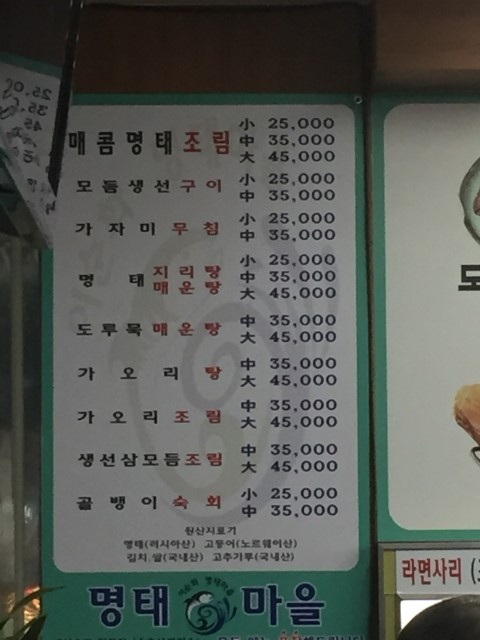 매콤명태조림 小 25,000
中 35,000
大 45,000
모듬생선구이 小 25,000
中 35,000
가자미무침 小 25,000
中 35,000
명태 지리탕 매운탕 小 25,000
中 35,000
大 45,000
도루묵매운탕 中 35,000
大 45,000
가오리탕 中 35,000
大 45,000
가오리조림 中 35,000
大 45,000
생선삼모듬조림 中 35,000
大 45,000
골뱅이숙회 小 25,000
中 35,000
원산지표기
명태(러시아산) 고등어(노르웨이산)
김치,쌀(국내산) 고추가루(국내산)
명태마을
라면사리